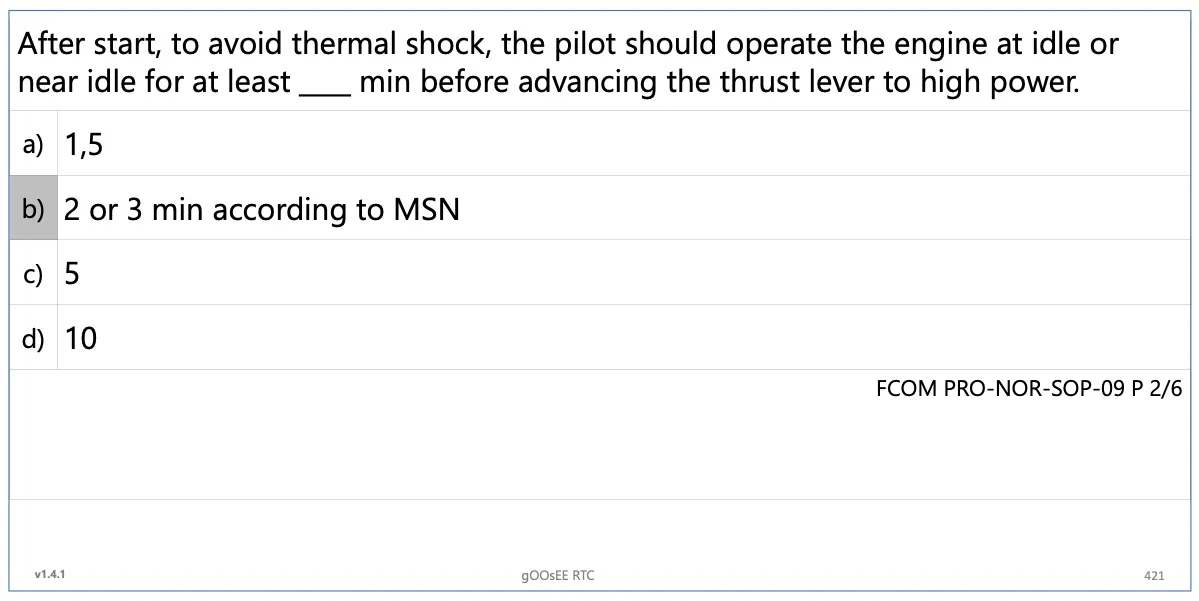 After start, to avoid thermal shock, the pilot should operate the engine at idle or
near idle for at least ____ min before advancing the thrust lever to high power.
a) 1,5
b) 2 or 3 min according to MSN
c) 5
d) 10
FCOM PRO-NOR-SOP-09 P 2/6
v1.4.1 gOOsEE RTC 421